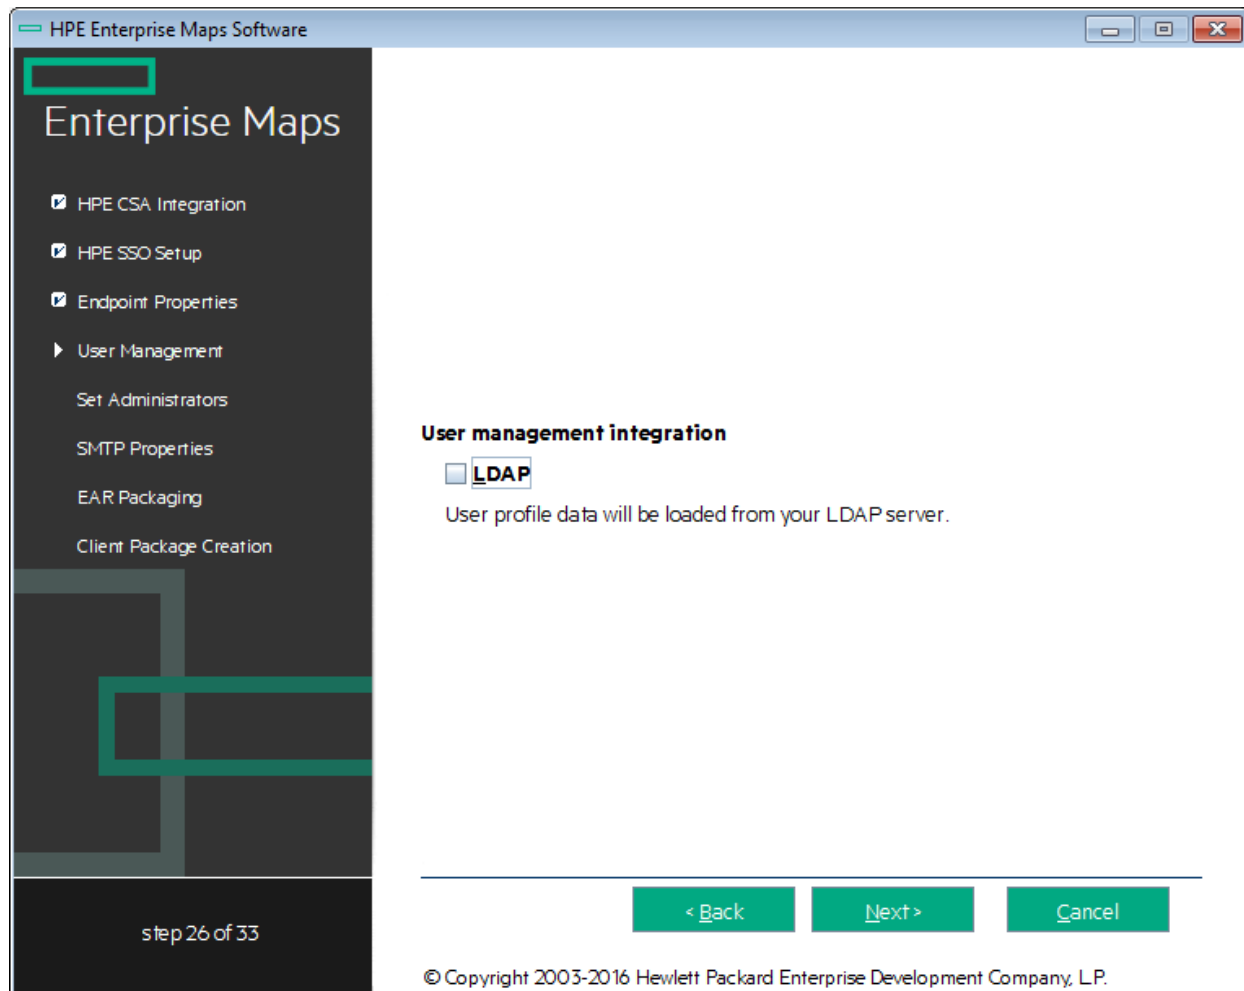 HPE Enterprise Maps Software
Enterprise Maps
HPE CSA Integration
HPE SSO Setup
Endpoint Properties
User Management
Set Administrators
SMTP Properties
EAR Packaging
Client Package Creation
User management integration
LDAP
User profile data will be loaded from your LDAP server.
< Back
Next >
Cancel
step 26 of 33
© Copyright 2003-2016 Hewlett Packard Enterprise Development Company, L.P.